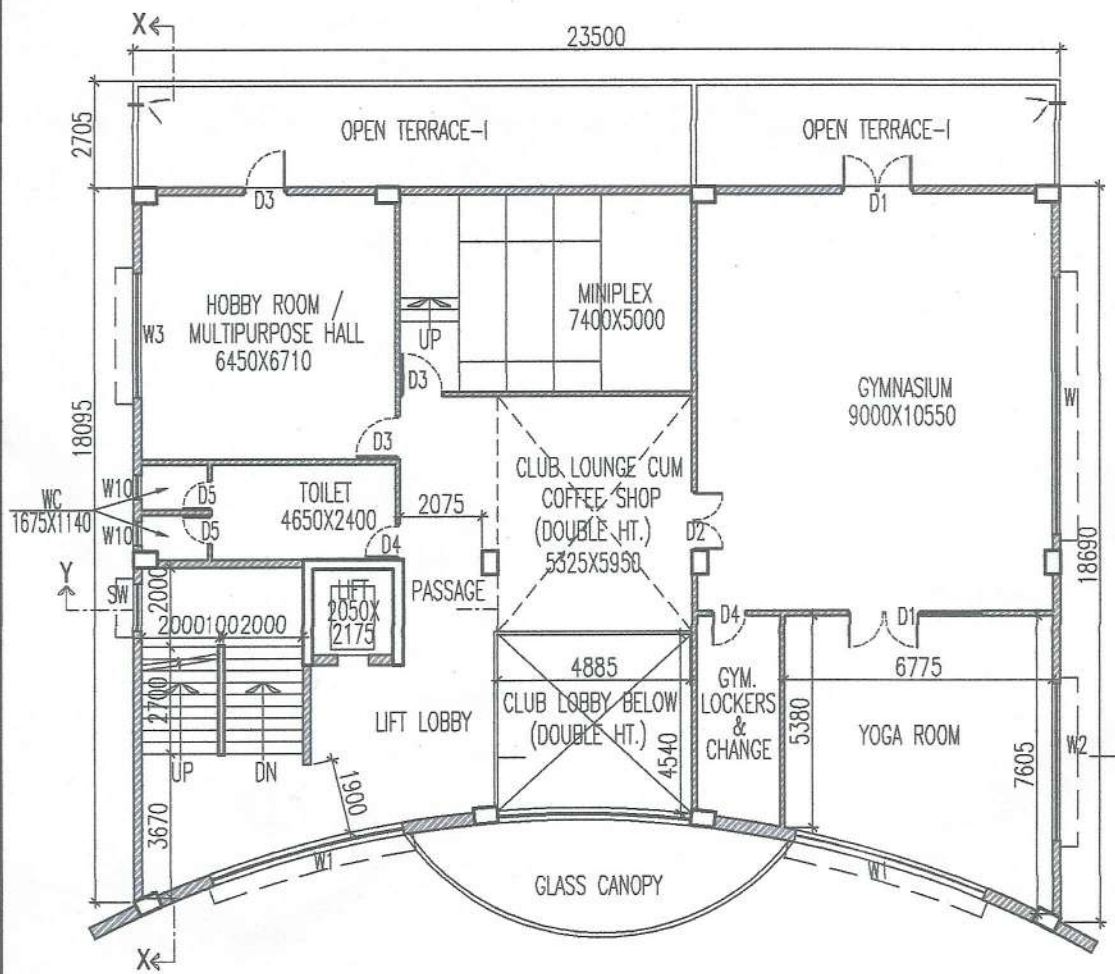 X
23500
2705
OPEN TERRACE-I
OPEN TERRACE-I
D3
D1
HOBBY ROOM /
MULTIPURPOSE HALL
6450X6710
W3
UP
MINIPLEX
7400X5000
D3
GYMNASIUM
9000X10550
W1
18095
D3
CLUB LOUNGE CUM
COFFEE SHOP
(DOUBLE HT.)
5325X5950
WC
1675X1140
W10
W10
D5
D5
TOILET
4650X2400
2075
D4
D2
18690
Y
SW
2000
LIFT
2050X
2175
PASSAGE
20001002000
D4
D1
4885
6775
2700
CLUB LOBBY BELOW
(DOUBLE HT.)
4540
GYM.
LOCKERS
&
CHANGE
5380
YOGA ROOM
7605
W2
LIFT LOBBY
UP
DN
1900
3670
W1
W1
GLASS CANOPY
X